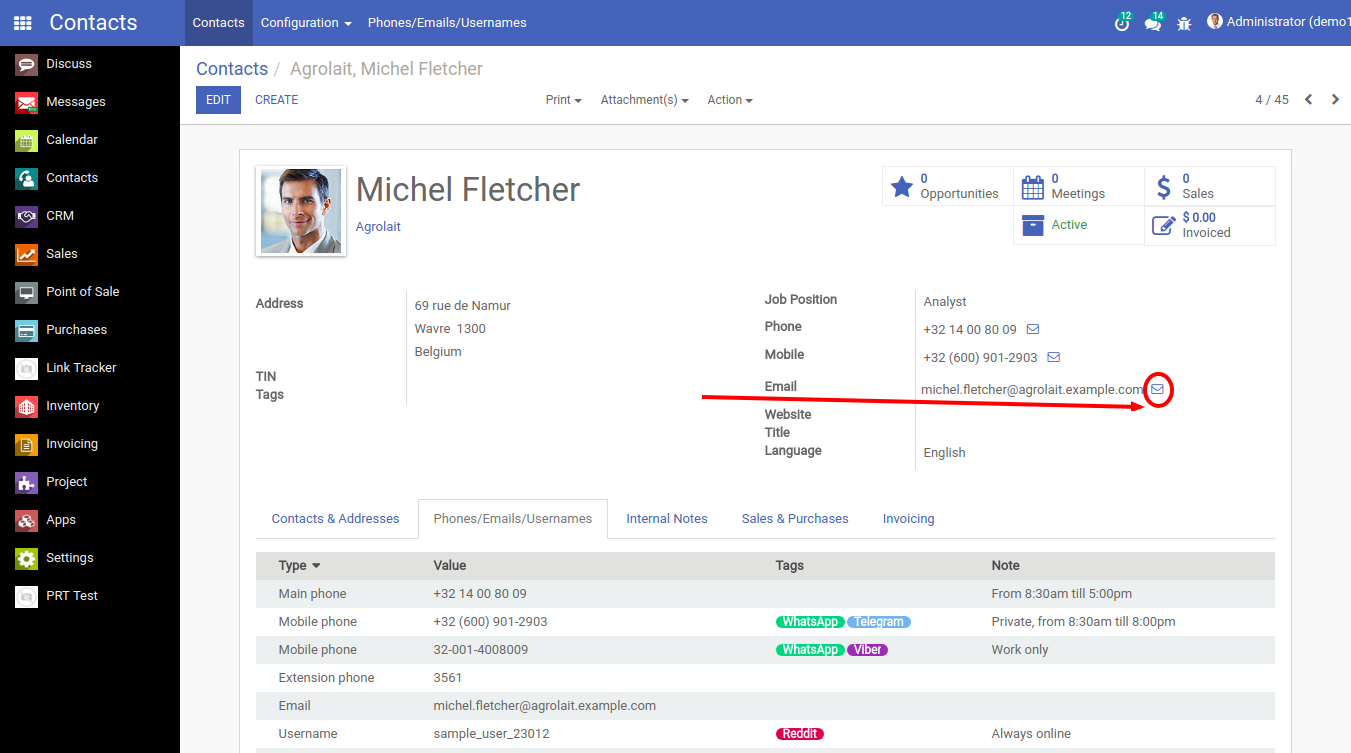 Contacts
Contacts Configuration Phones/Emails/Usernames
12
14
Administrator (demo1
Discuss
Messages
Calendar
Contacts
CRM
Sales
Point of Sale
Purchases
Link Tracker
Inventory
Invoicing
Project
Apps
Settings
PRT Test
Contacts / Agrolait, Michel Fletcher
EDIT CREATE
Print Attachment(s) Action
4 / 45
Michel Fletcher
Agrolait
0
Opportunities
0
Meetings
0
Sales
Active
$ 0.00
Invoiced
Address
69 rue de Namur
Wavre 1300
Belgium
TIN
Tags
Job Position Analyst
Phone +32 14 00 80 09
Mobile +32 (600) 901-2903
Email michel.fletcher@agrolait.example.com
Website
Title
Language English
Contacts & Addresses Phones/Emails/Usernames Internal Notes Sales & Purchases Invoicing
Type Value Tags Note
Main phone +32 14 00 80 09 From 8:30am till 5:00pm
Mobile phone +32 (600) 901-2903 WhatsApp Telegram Private, from 8:30am till 8:00pm
Mobile phone 32-001-4008009 WhatsApp Viber Work only
Extension phone 3561
Email michel.fletcher@agrolait.example.com
Username sample_user_23012 Reddit Always online